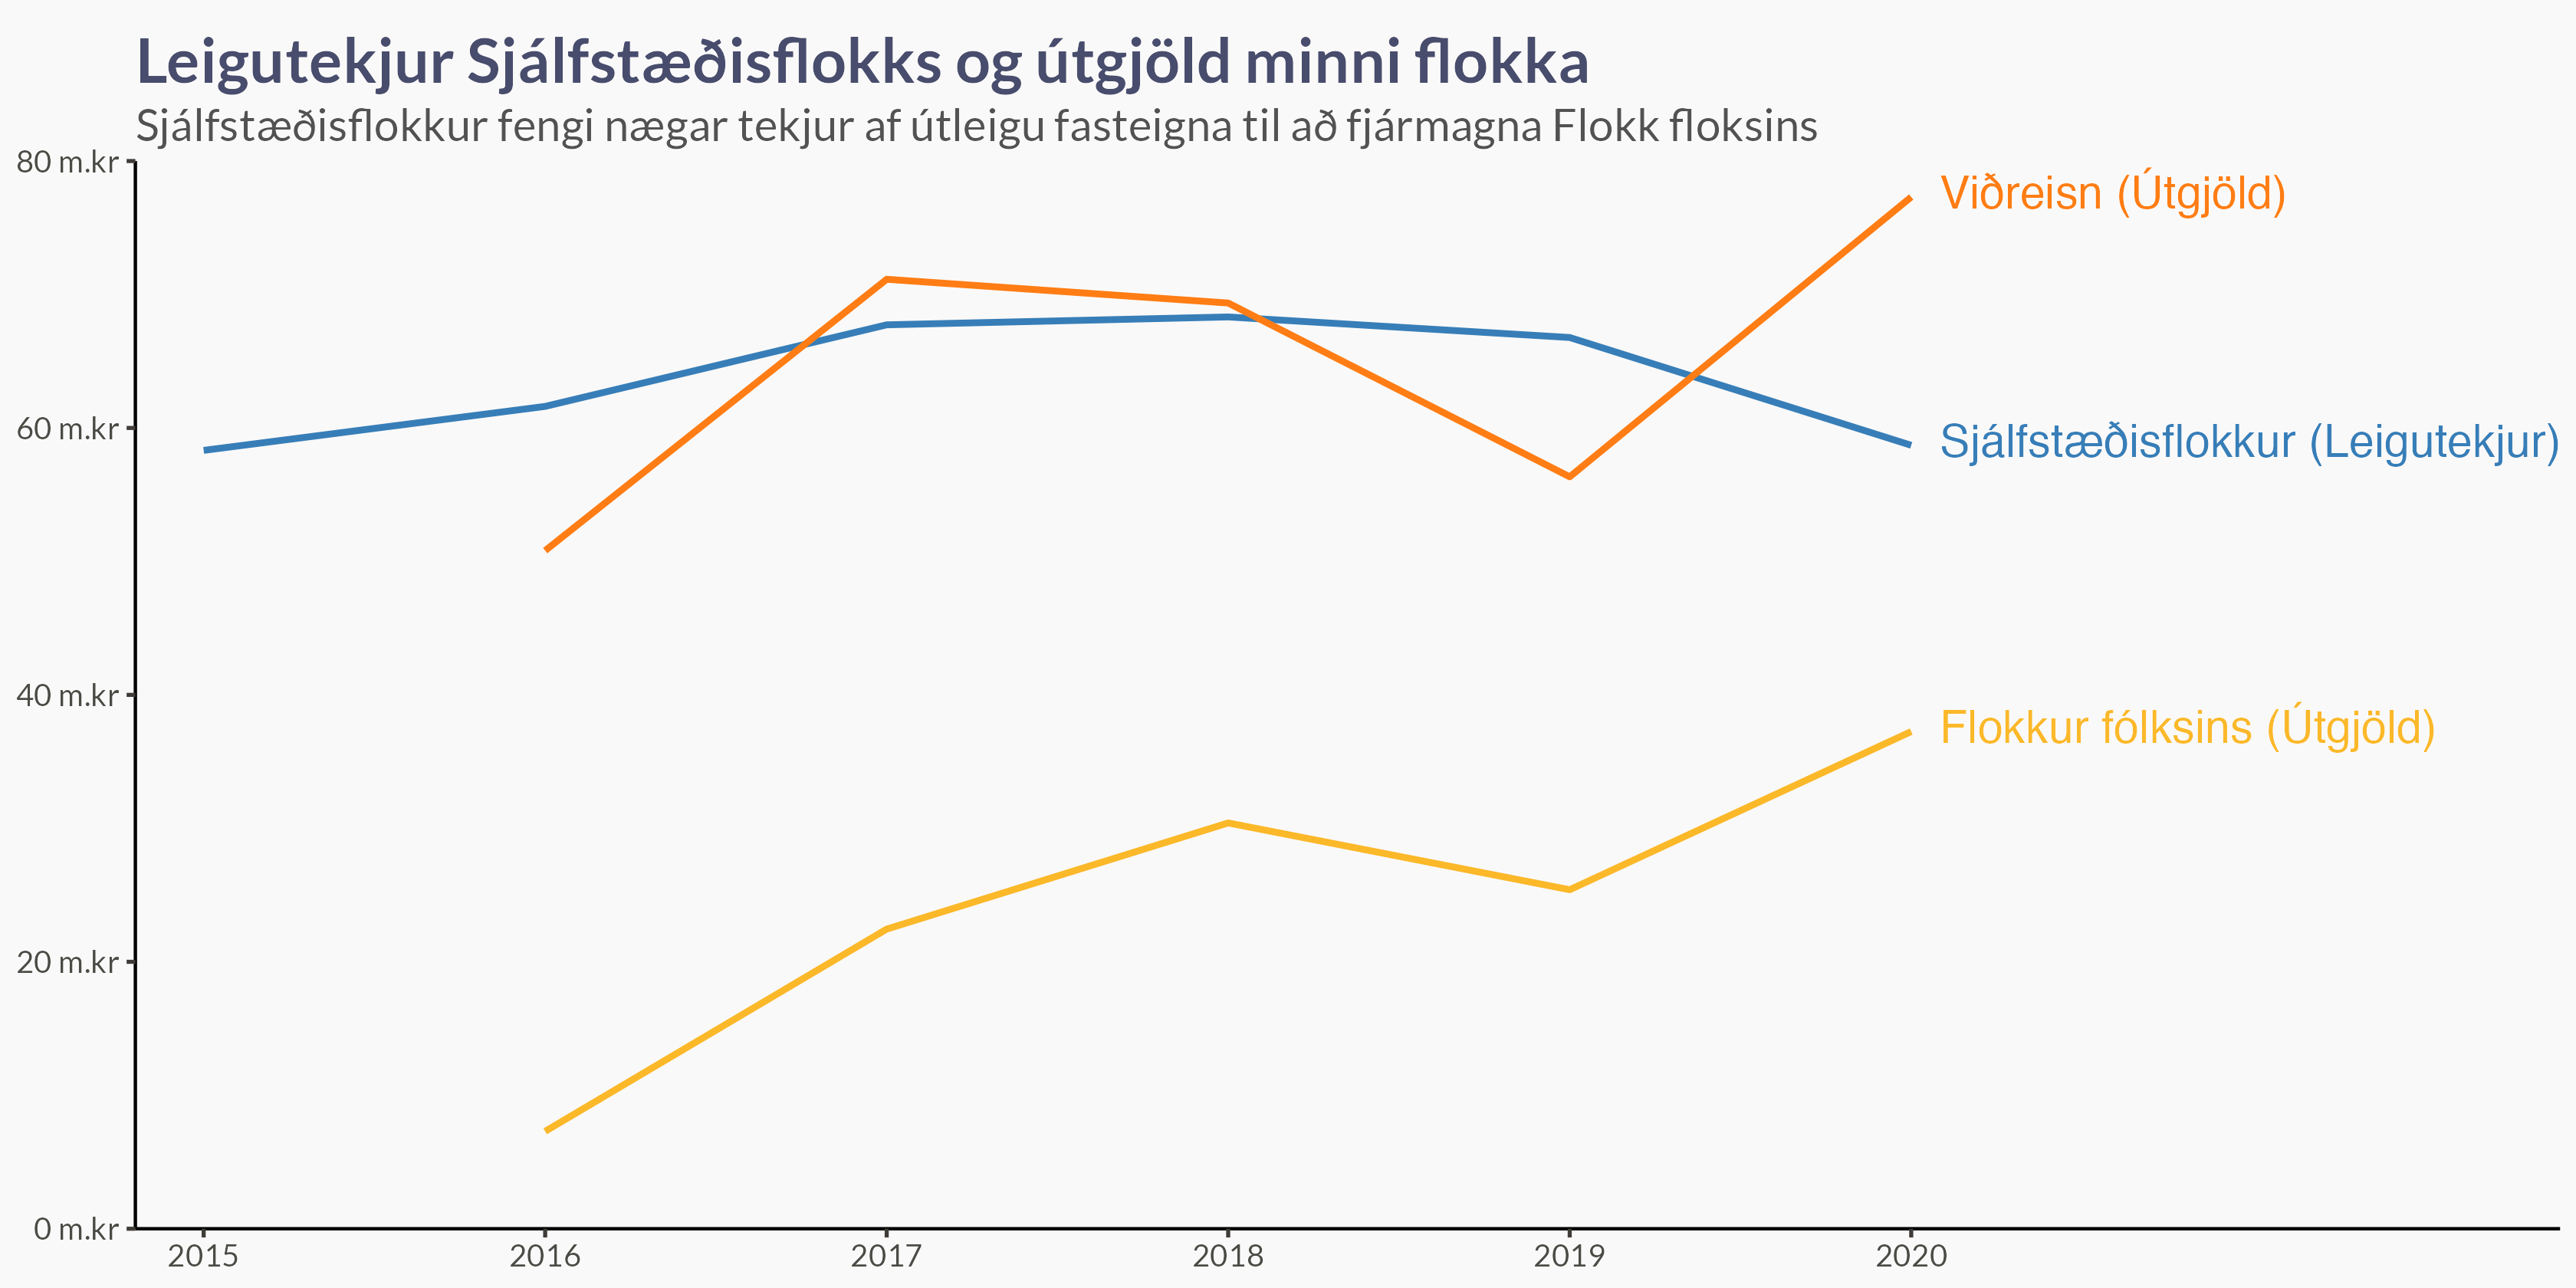 Leigutekjur Sjálfstæðisflokks og útgjöld minni flokka
Sjálfstæðisflokkur fengi nægar tekjur af útleigu fasteigna til að fjármagna Flokk floksins
80 m.kr
Viðreisn (Útgjöld)
60 m.kr
Sjálfstæðisflokkur (Leigutekjur)
40 m.kr
Flokkur fólksins (Útgjöld)
20 m.kr
0 m.kr
2015 2016 2017 2018 2019 2020